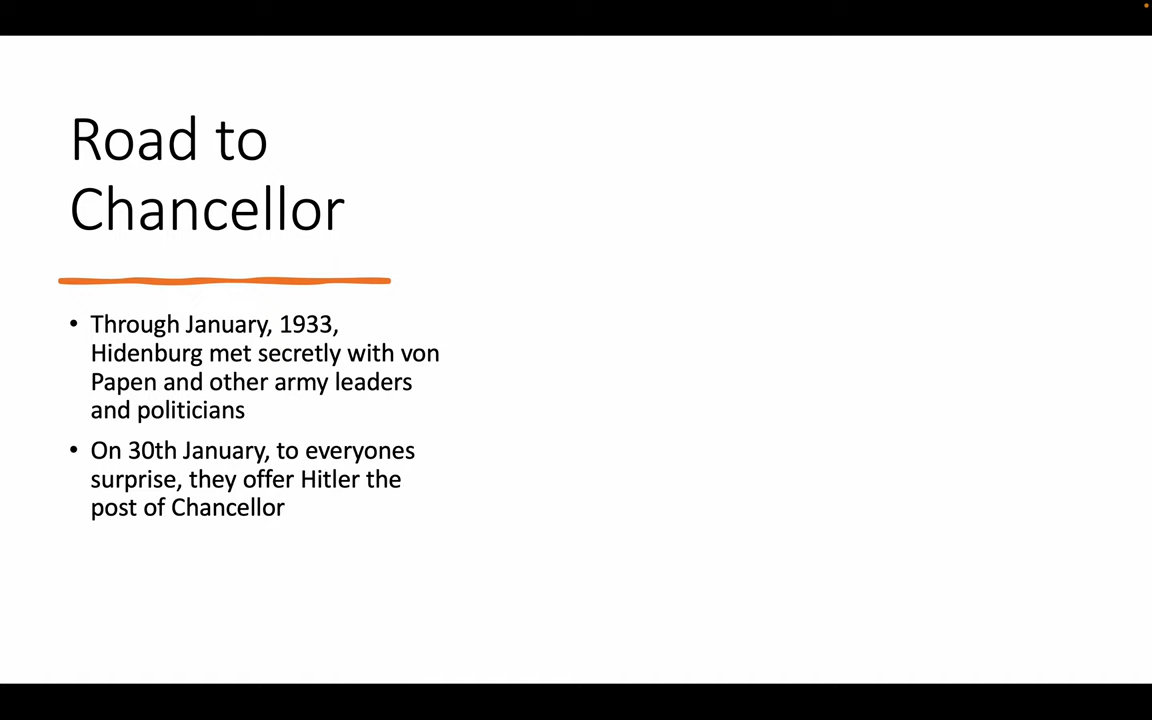 Road to
Chancellor
• Through January, 1933,
Hidenburg met secretly with von
Papen and other army leaders
and politicians
• On 30th January, to everyones
surprise, they offer Hitler the
post of Chancellor